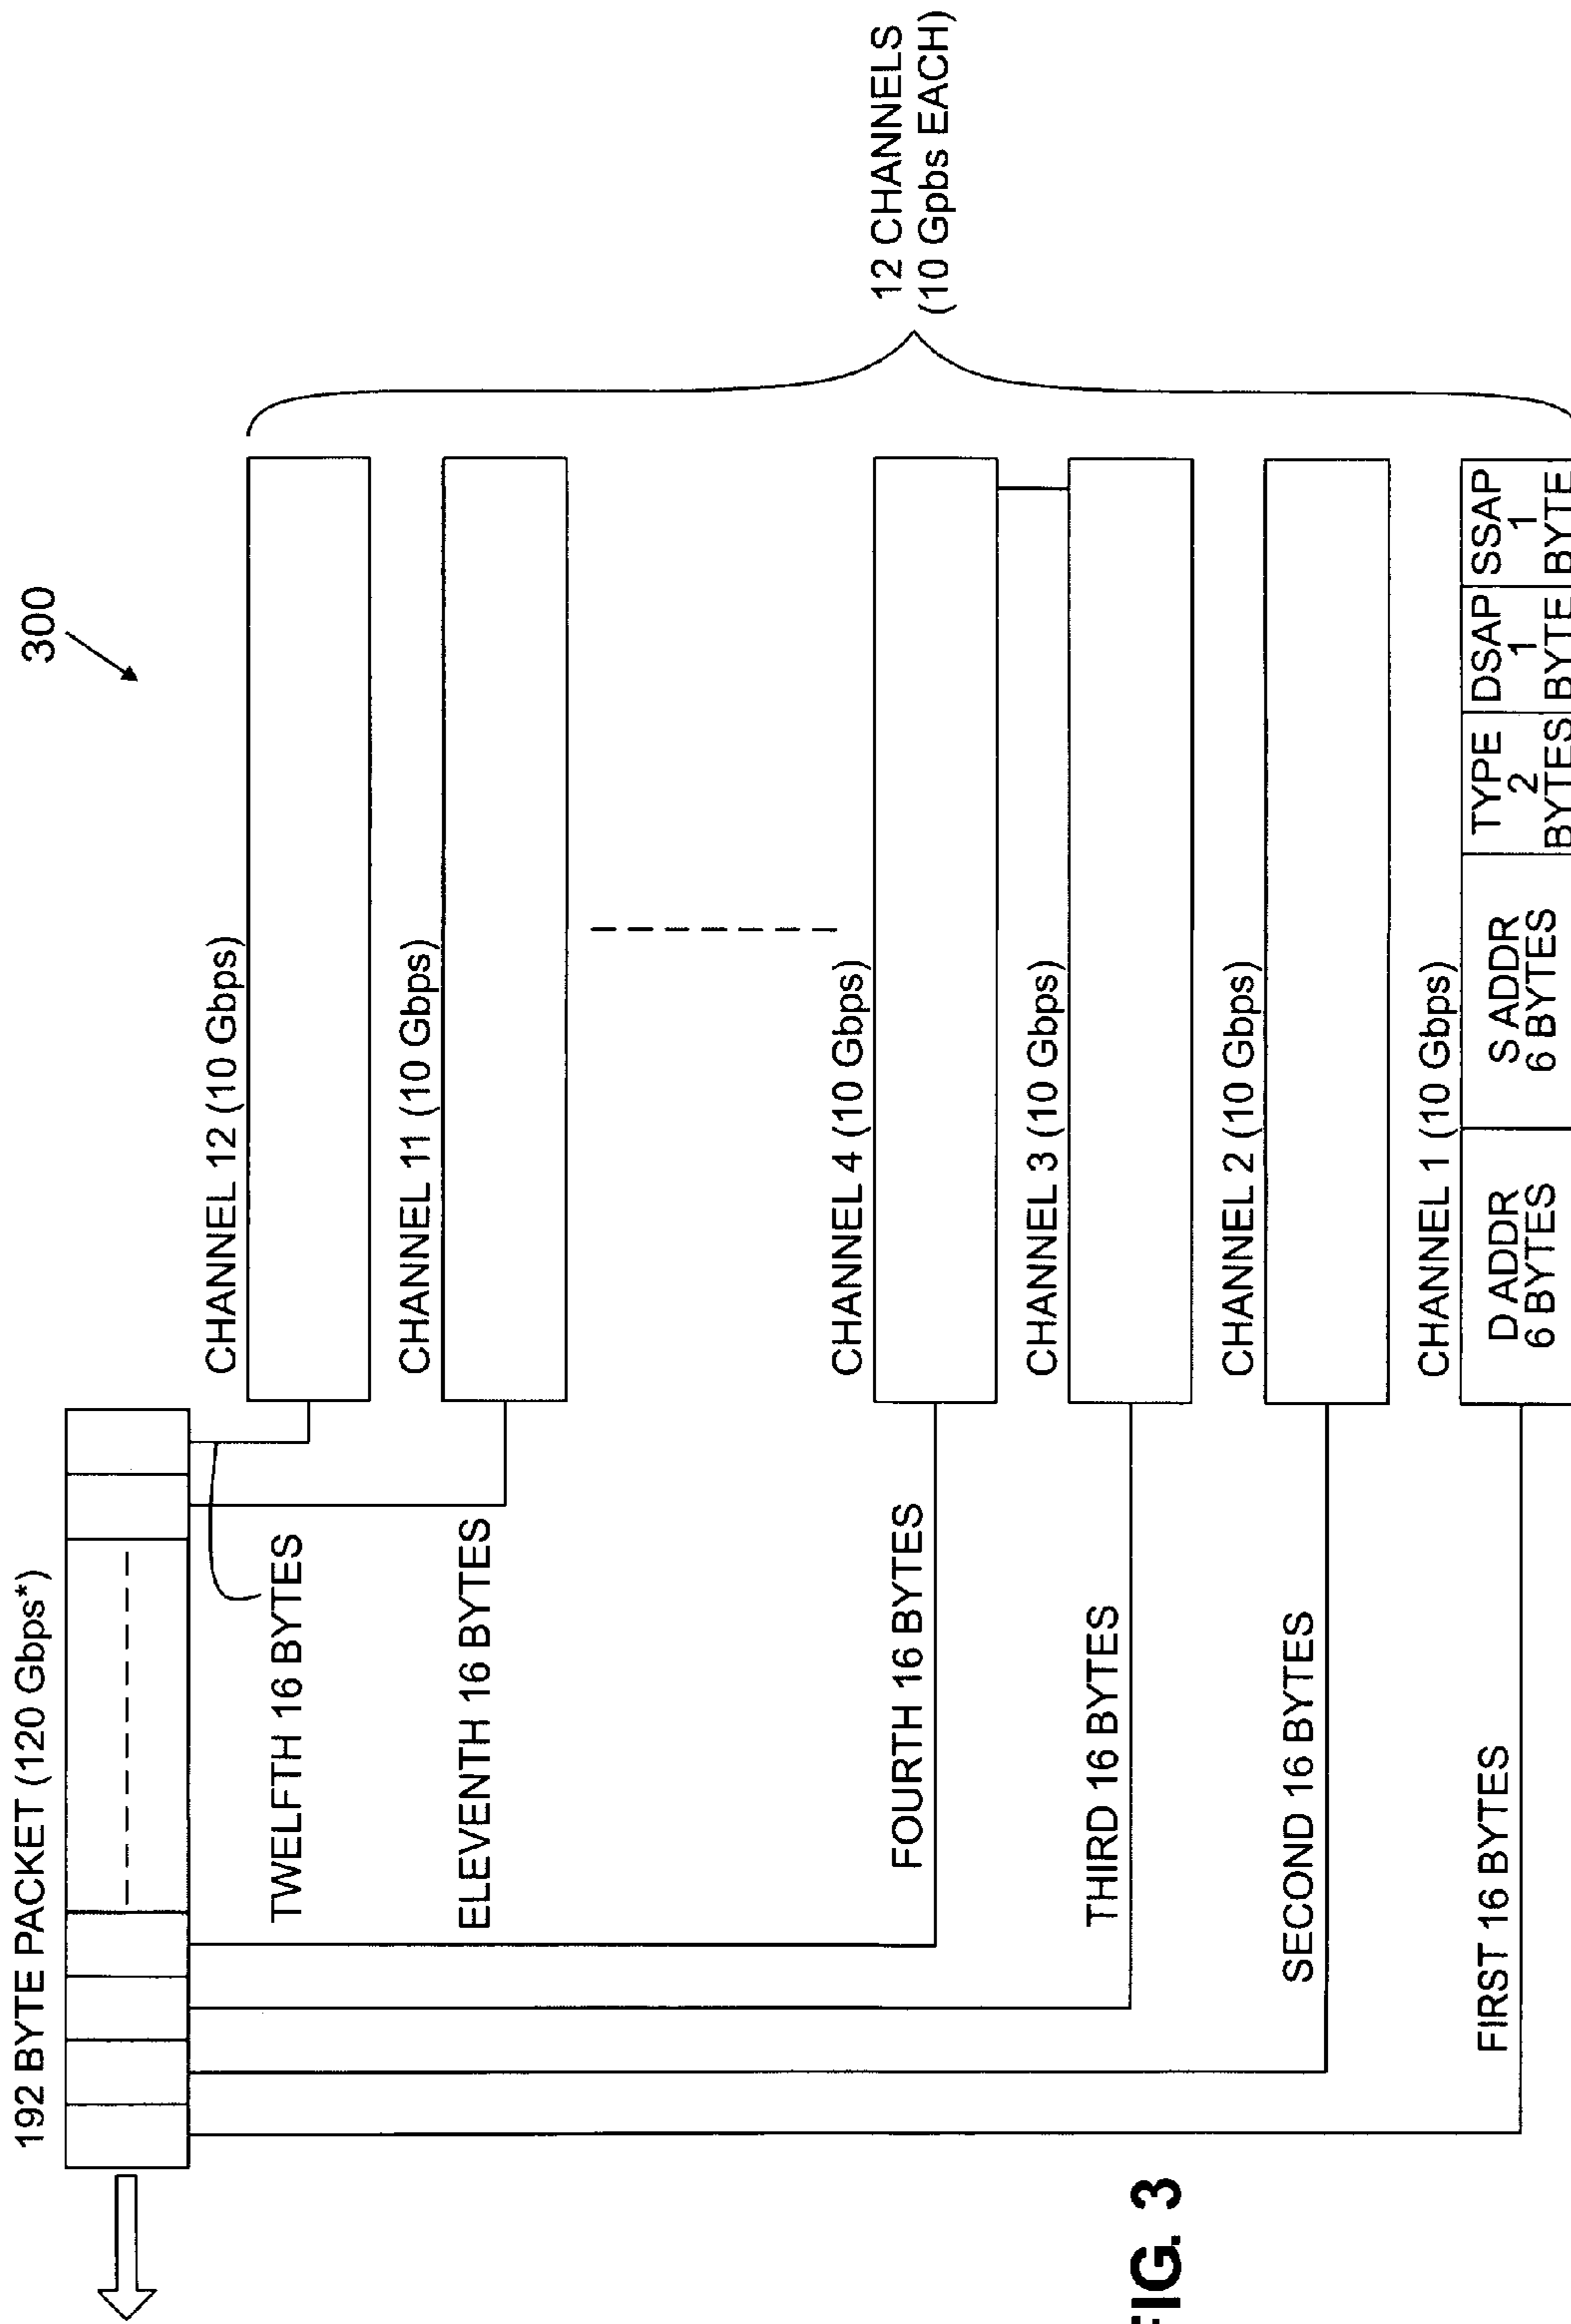 300
192 BYTE PACKET (120 Gbps*)
CHANNEL 12 (10 Gbps)
TWELFTH 16 BYTES
CHANNEL 11 (10 Gbps)
ELEVENTH 16 BYTES
12 CHANNELS
(10 Gpbs EACH)
CHANNEL 4 (10 Gbps)
FOURTH 16 BYTES
CHANNEL 3 (10 Gbps)
THIRD 16 BYTES
CHANNEL 2 (10 Gbps)
SECOND 16 BYTES
CHANNEL 1 (10 Gbps)
FIRST 16 BYTES
D ADDR
6 BYTES
S ADDR
6 BYTES
TYPE
2
BYTES
DSAP
1
BYTE
SSAP
1
BYTE
FIG. 3